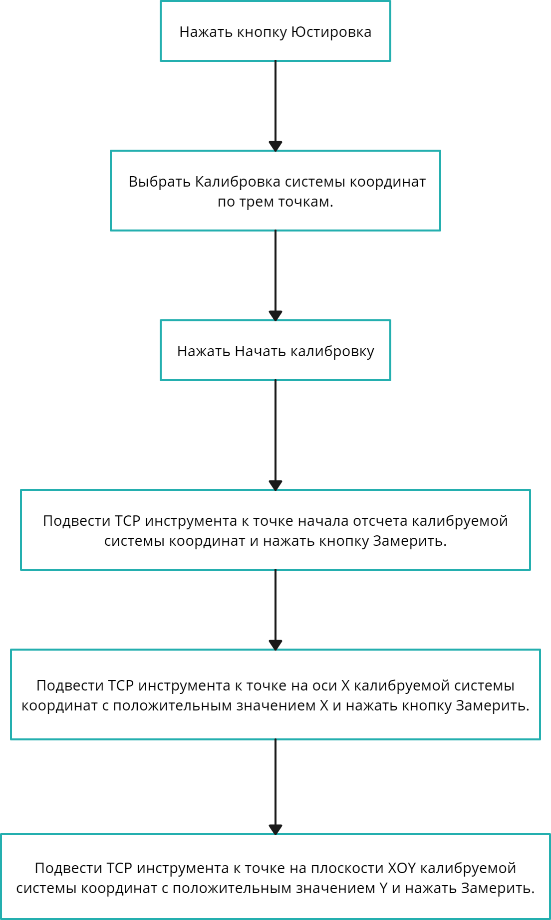 Нажать кнопку Юстировка
Выбрать Калибровка системы координат
по трем точкам.
Нажать Начать калибровку
Подвести TCP инструмента к точке начала отсчета калибруемой
системы координат и нажать кнопку Замерить.
Подвести TCP инструмента к точке на оси X калибруемой системы
координат с положительным значением X и нажать кнопку Замерить.
Подвести TCP инструмента к точке на плоскости XOY калибруемой
системы координат с положительным значением Y и нажать Замерить.